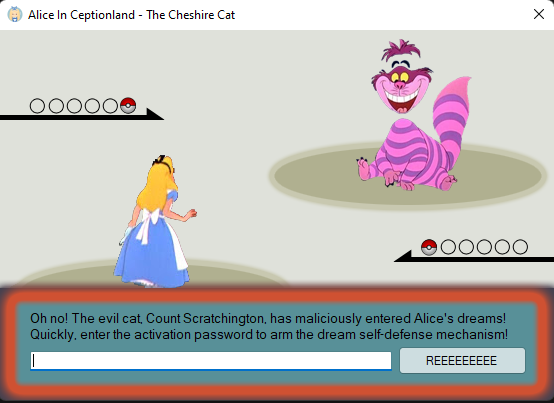 Alice In Ceptionland - The Cheshire Cat
Oh no! The evil cat, Count Scratchington, has maliciously entered Alice's dreams!
Quickly, enter the activation password to arm the dream self-defense mechanism!
REEEEEEEEE